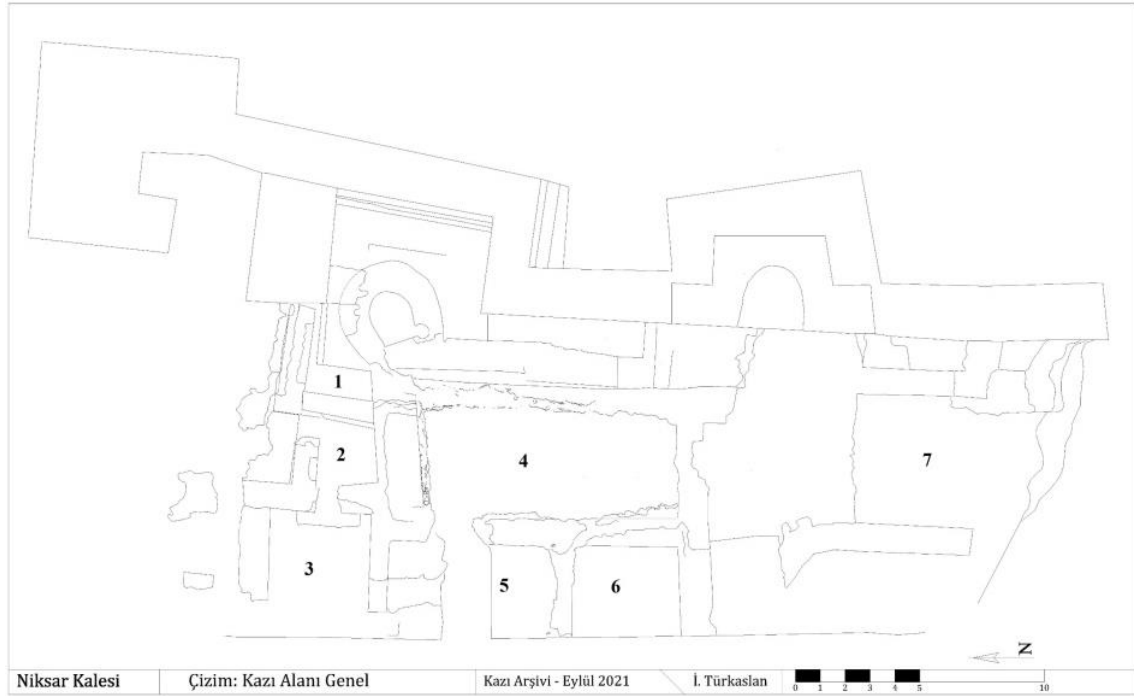 1
2
4
7
3
5
6
N
Niksar Kalesi
Çizim: Kazı Alanı Genel
Kazı Arşivi - Eylül 2021
İ. Türkaslan
0 1 2 3 4 5 10